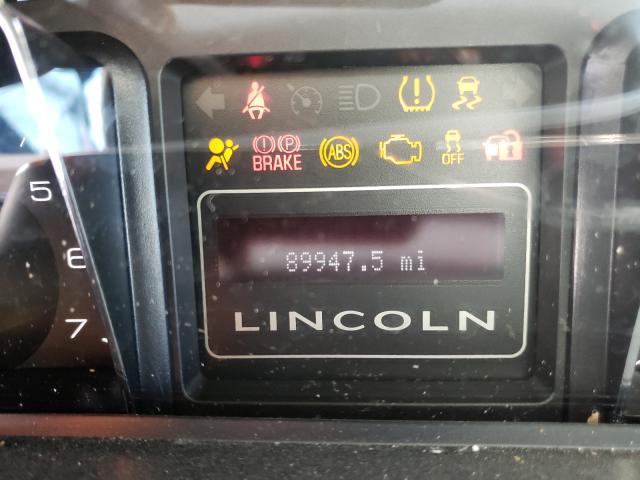 (!) (P)
BRAKE
ABS
OFF
5
6
7
89947.5 mi
LINCOLN